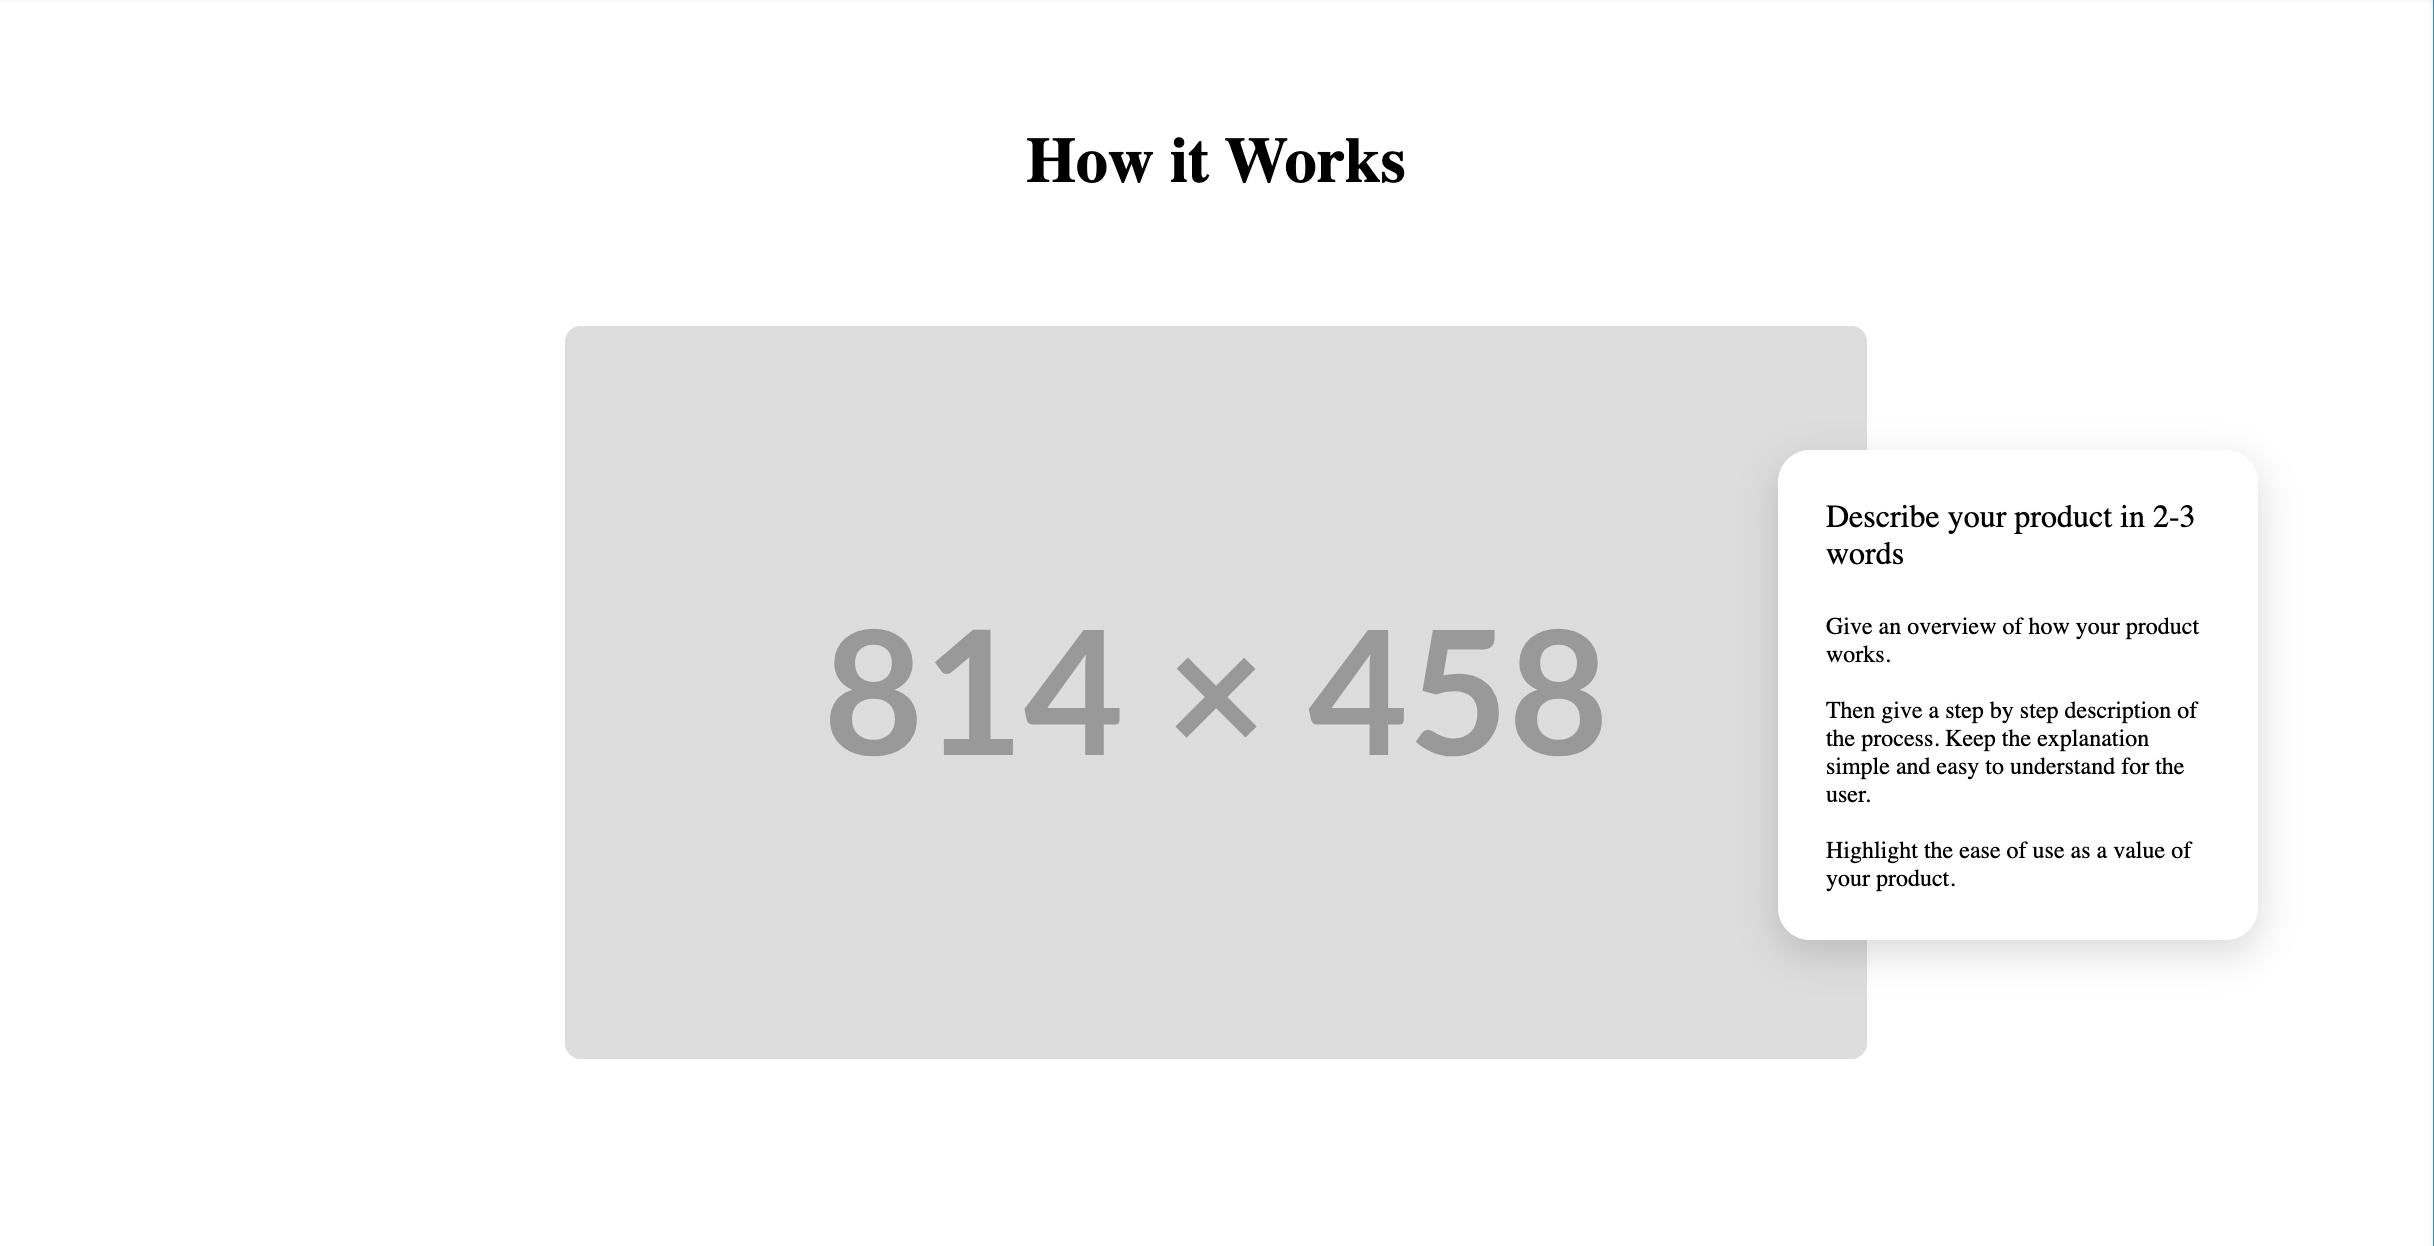 How it Works
814 × 458
Describe your product in 2-3
words
Give an overview of how your product
works.
Then give a step by step description of
the process. Keep the explanation
simple and easy to understand for the
user.
Highlight the ease of use as a value of
your product.